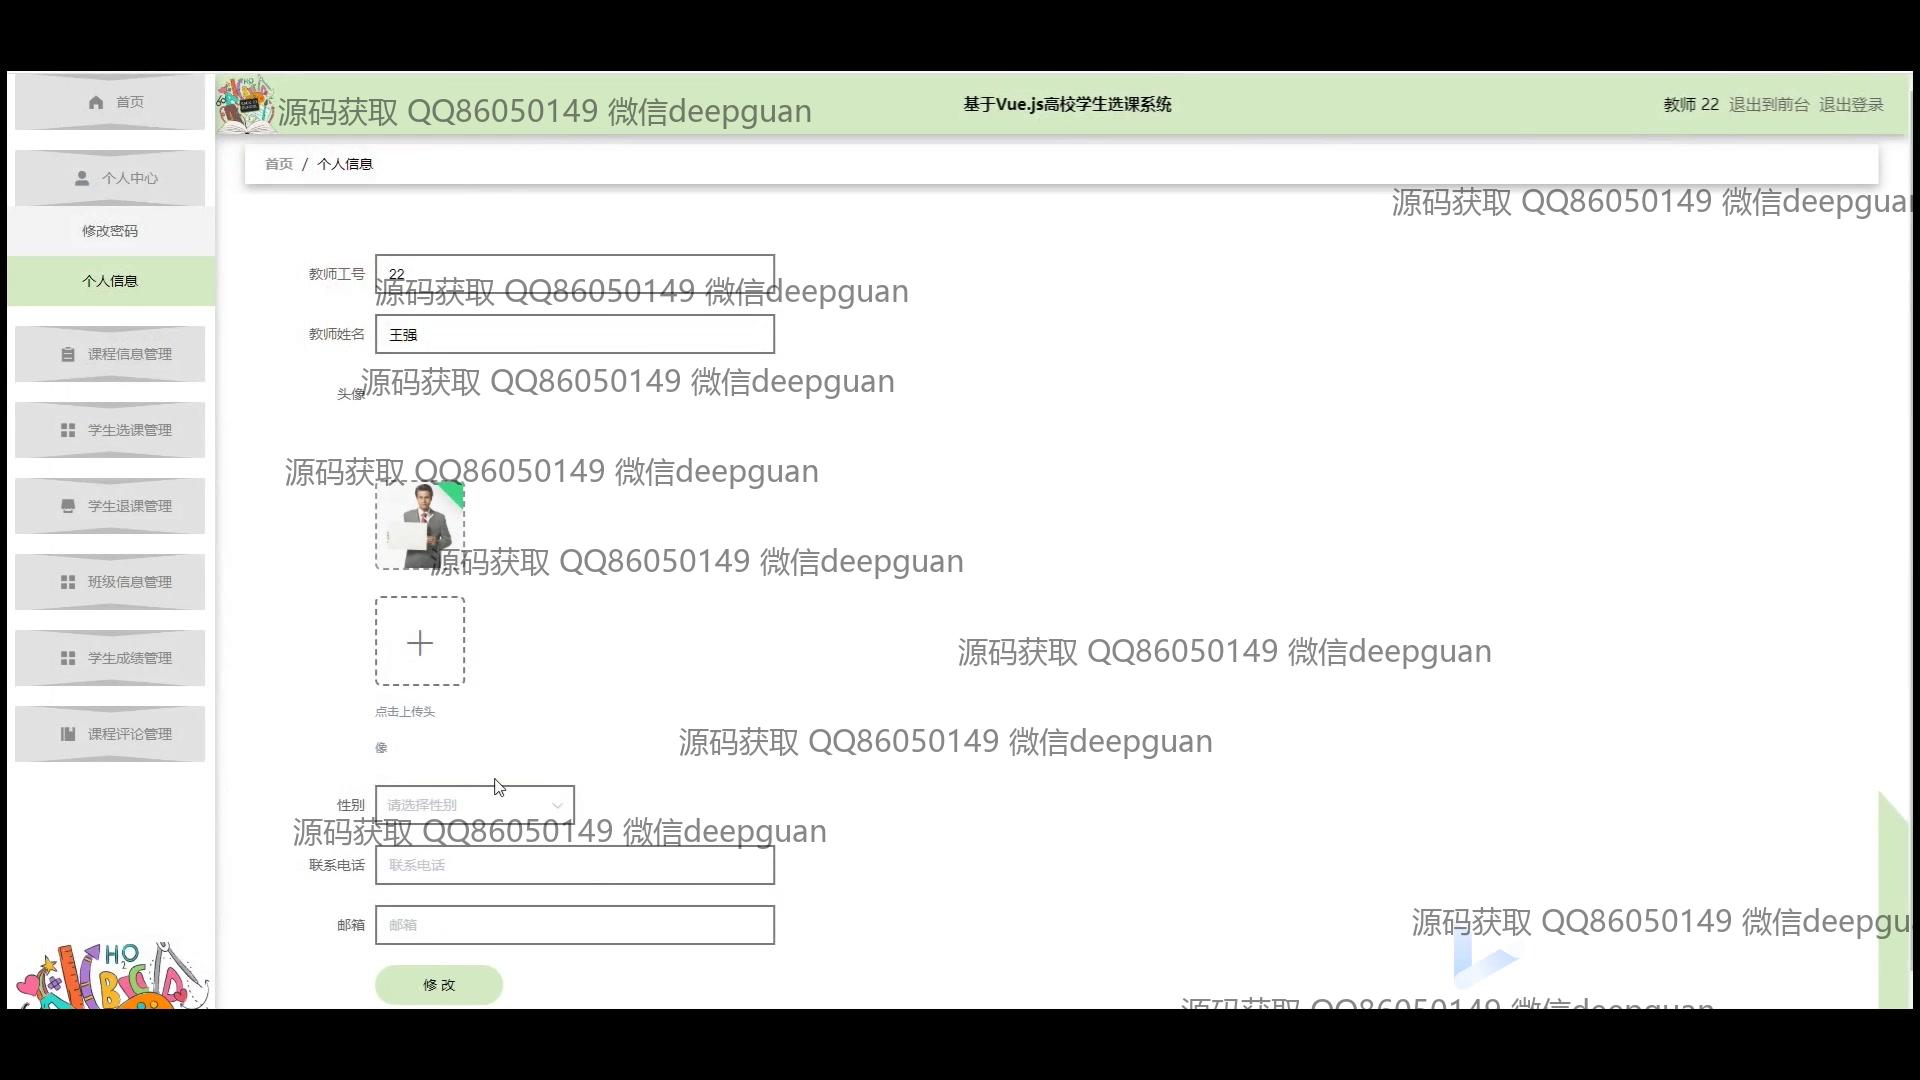 首页
个人中心
修改密码
个人信息
课程信息管理
学生选课管理
学生退课管理
班级信息管理
学生成绩管理
课程评论管理
源码获取 QQ86050149 微信deepguan
基于Vue.js高校学生选课系统
教师 22 退出到前台 退出登录
首页 / 个人信息
源码获取 QQ86050149 微信deepgua
教师工号 22
源码获取 QQ86050149 微信deepguan
教师姓名 王强
头像
源码获取 QQ86050149 微信deepguan
源码获取 QQ86050149 微信deepguan
源码获取 QQ86050149 微信deepguan
源码获取 QQ86050149 微信deepguan
点击上传头
像
源码获取 QQ86050149 微信deepguan
性别 请选择性别
源码获取 QQ86050149 微信deepguan
联系电话 联系电话
邮箱 邮箱
源码获取 QQ86050149 微信deepgu
修 改
源码获取 QQ86050149 微信deepguan